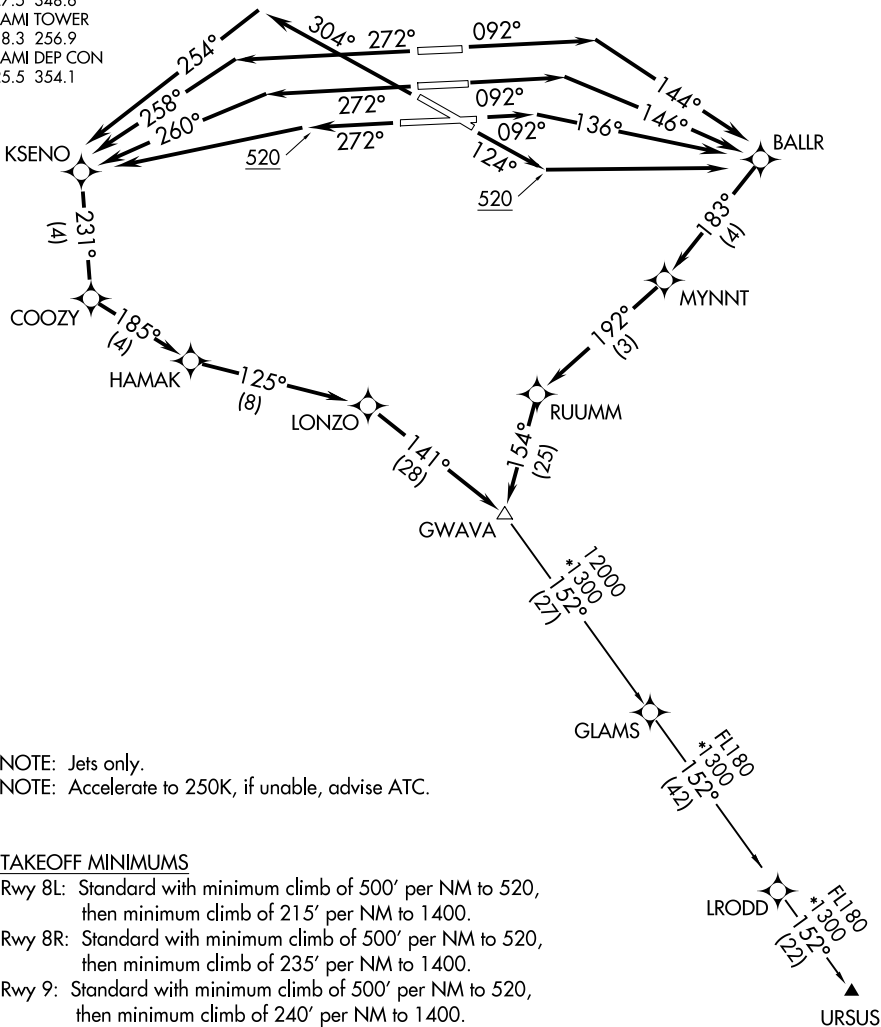 AMI TOWER
8.3 256.9
AMI DEP CON
5.5 354.1
304°
272°
092°
254°
258°
260°
272°
092°
272°
092°
144°
146°
136°
124°
520
520
KSENO
BALLR
231°
(4)
183°
(4)
COOZY
MYNNT
185°
(4)
192°
(3)
HAMAK
125°
(8)
LONZO
RUUMM
141°
(28)
154°
(25)
GWAVA
12000
*1300
152°
(27)
GLAMS
FL180
*1300
152°
(42)
LRODD
FL180
*1300
152°
(22)
URSUS
NOTE: Jets only.
NOTE: Accelerate to 250K, if unable, advise ATC.
TAKEOFF MINIMUMS
Rwy 8L: Standard with minimum climb of 500' per NM to 520,
then minimum climb of 215' per NM to 1400.
Rwy 8R: Standard with minimum climb of 500' per NM to 520,
then minimum climb of 235' per NM to 1400.
Rwy 9: Standard with minimum climb of 500' per NM to 520,
then minimum climb of 240' per NM to 1400.